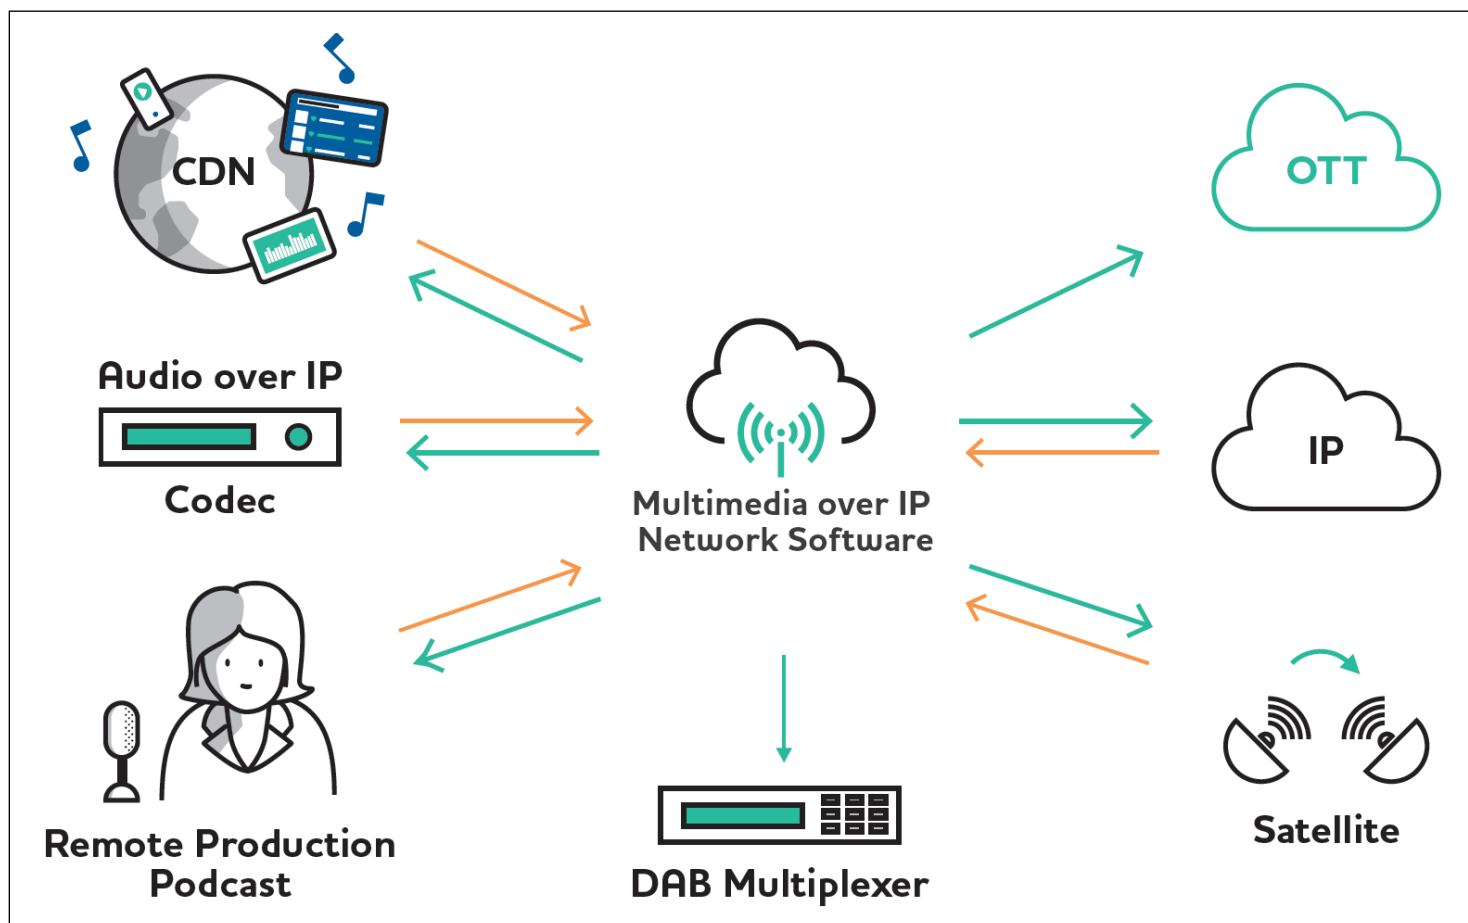 CDN
OTT
Audio over IP
Codec
IP
Multimedia over IP
Network Software
Remote Production
Podcast
DAB Multiplexer
Satellite